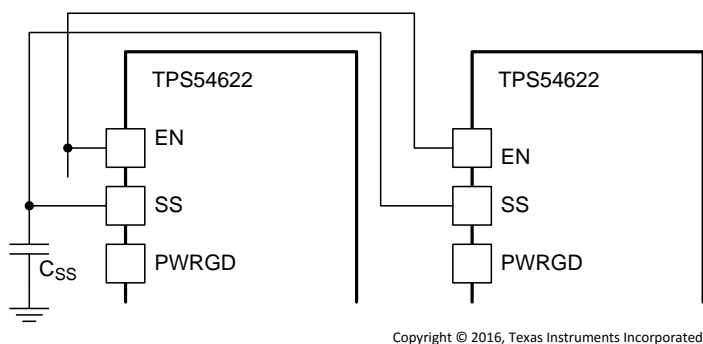 TPS54622
TPS54622
EN
EN
SS
SS
CSS
PWRGD
PWRGD
Copyright © 2016, Texas Instruments Incorporated